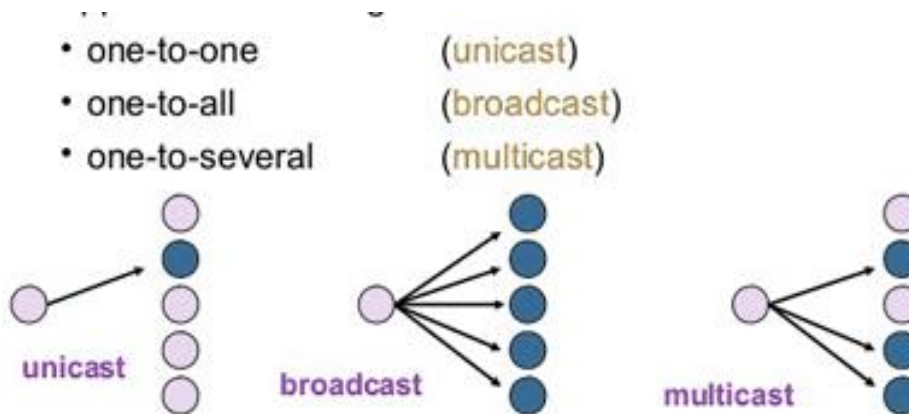 • one-to-one (unicast)
• one-to-all (broadcast)
• one-to-several (multicast)
unicast
broadcast
multicast